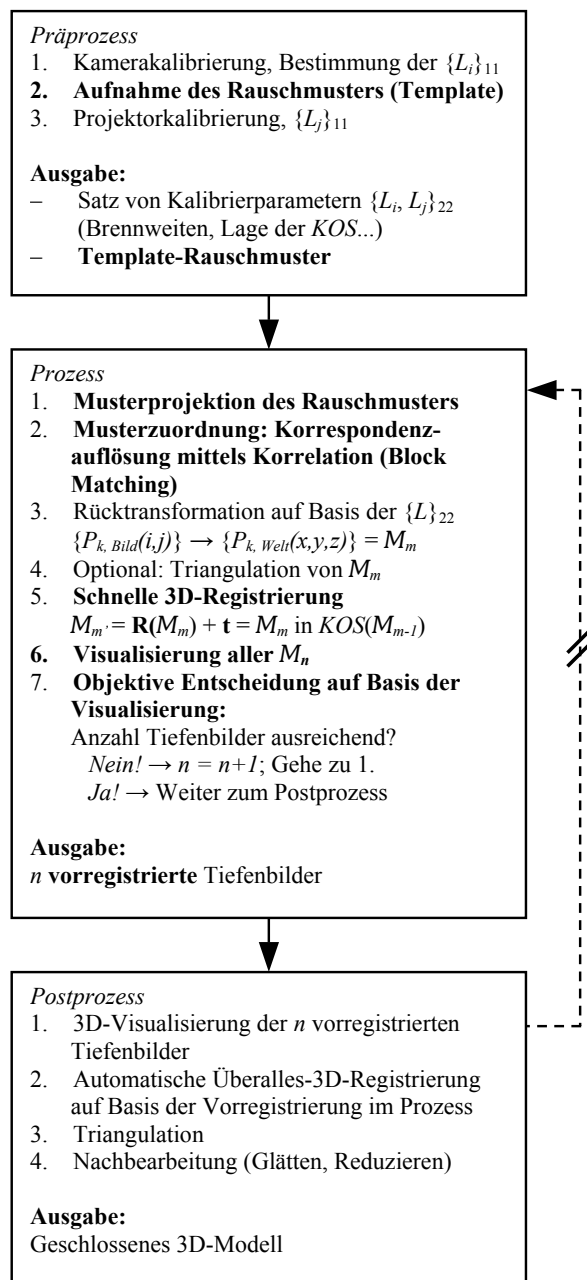 Präprozess
1. Kamerakalibrierung, Bestimmung der {Li}11
2. Aufnahme des Rauschmusters (Template)
3. Projektorkalibrierung, {Lj}11
Ausgabe:
– Satz von Kalibrierparametern {Li, Lj}22
(Brennweiten, Lage der KOS...)
– Template-Rauschmuster
Prozess
1. Musterprojektion des Rauschmusters
2. Musterzuordnung: Korrespondenz-
auflösung mittels Korrelation (Block
Matching)
3. Rücktransformation auf Basis der {L}22
{Pk, Bild(i,j)} → {Pk, Welt(x,y,z)} = Mm
4. Optional: Triangulation von Mm
5. Schnelle 3D-Registrierung
Mm' = R(Mm) + t = Mm in KOS(Mm-1)
6. Visualisierung aller Mn
7. Objektive Entscheidung auf Basis der
Visualisierung:
Anzahl Tiefenbilder ausreichend?
Nein! → n = n+1; Gehe zu 1.
Ja! → Weiter zum Postprozess
Ausgabe:
n vorregistrierte Tiefenbilder
Postprozess
1. 3D-Visualisierung der n vorregistrierten
Tiefenbilder
2. Automatische Überalles-3D-Registrierung
auf Basis der Vorregistrierung im Prozess
3. Triangulation
4. Nachbearbeitung (Glätten, Reduzieren)
Ausgabe:
Geschlossenes 3D-Modell